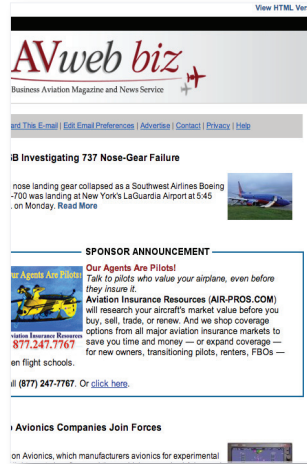 View HTML Ver
AVweb biz
Business Aviation Magazine and News Service
ard This E-mail | Edit Email Preferences | Advertise | Contact | Privacy | Help
SB Investigating 737 Nose-Gear Failure
nose landing gear collapsed as a Southwest Airlines Boeing
-700 was landing at New York's LaGuardia Airport at 5:45
. on Monday. Read More
SPONSOR ANNOUNCEMENT
ur Agents Are Pilots!
viation Insurance Resources
877.247.7767
Our Agents Are Pilots!
Talk to pilots who value your airplane, even before
they insure it.
Aviation Insurance Resources (AIR-PROS.COM)
will research your aircraft's market value before you
buy, sell, trade, or renew. And we shop coverage
options from all major aviation insurance markets to
save you time and money — or expand coverage —
for new owners, transitioning pilots, renters, FBOs —
en flight schools.
ll (877) 247-7767. Or click here.
o Avionics Companies Join Forces
on Avionics, which manufacturers avionics for experimental